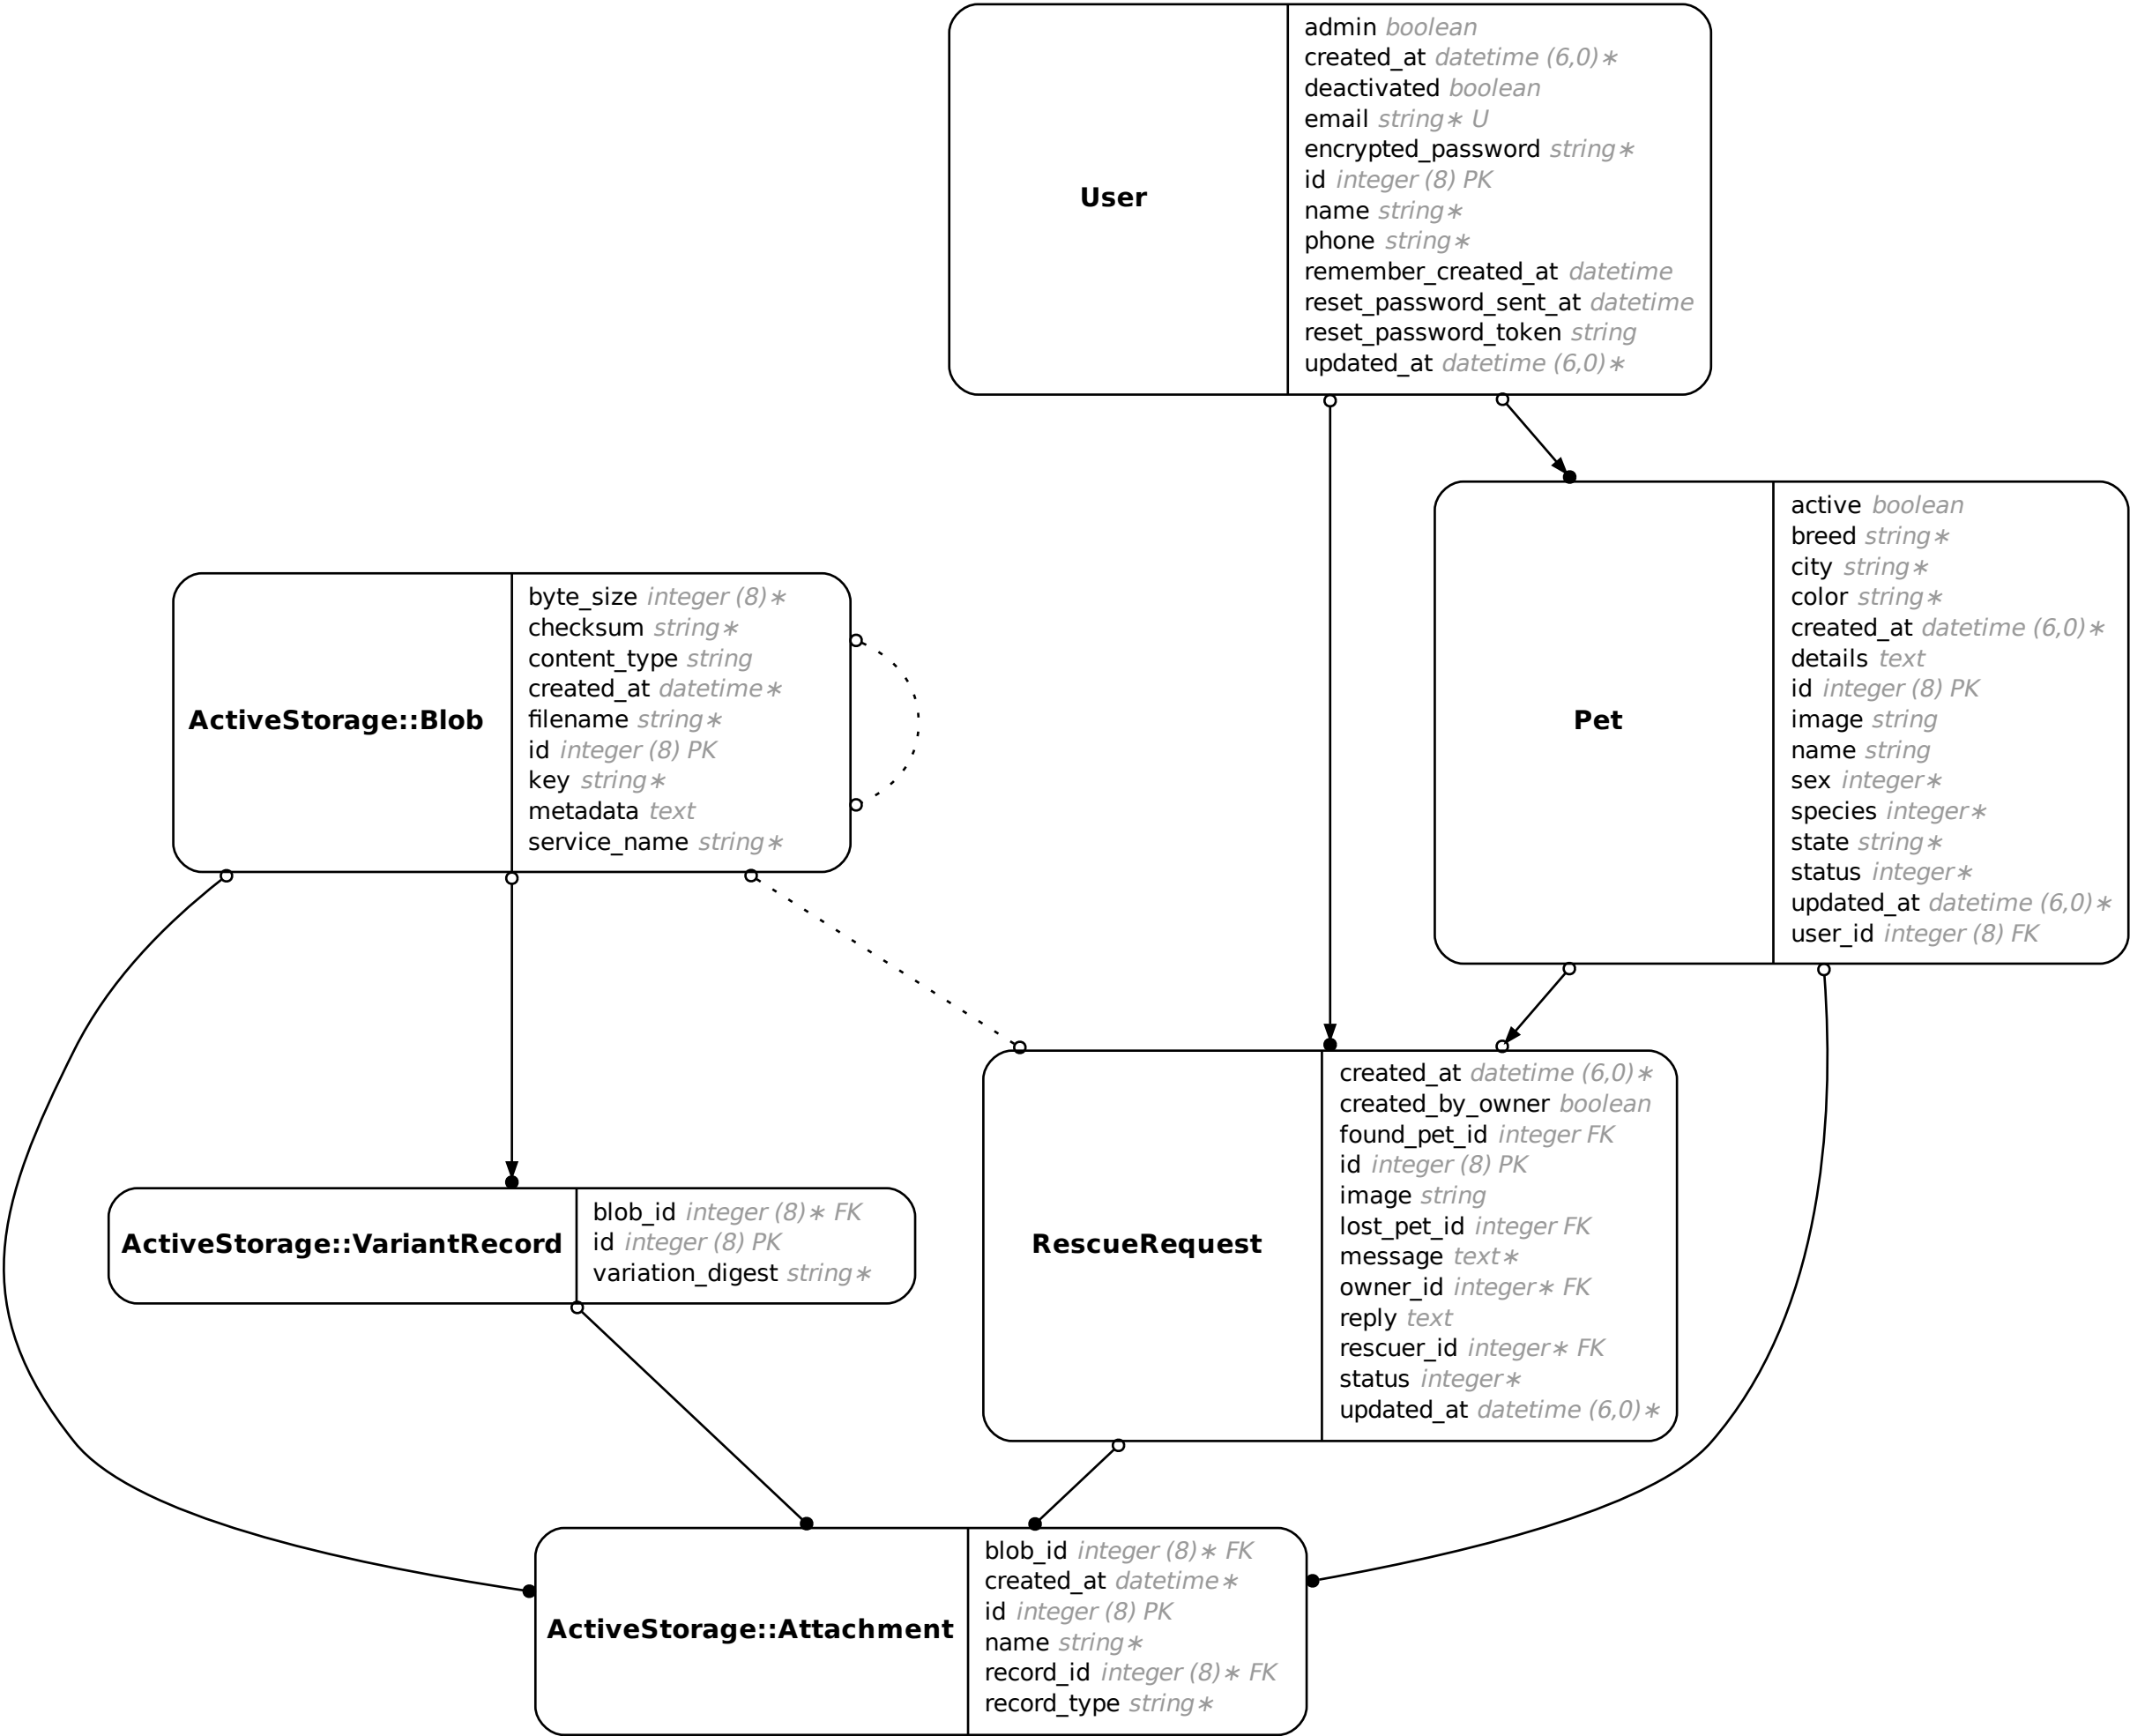 User
admin boolean
created_at datetime (6,0)∗
deactivated boolean
email string∗ U
encrypted_password string∗
id integer (8) PK
name string∗
phone string∗
remember_created_at datetime
reset_password_sent_at datetime
reset_password_token string
updated_at datetime (6,0)∗
Pet
active boolean
breed string∗
city string∗
color string∗
created_at datetime (6,0)∗
details text
id integer (8) PK
image string
name string
sex integer∗
species integer∗
state string∗
status integer∗
updated_at datetime (6,0)∗
user_id integer (8) FK
ActiveStorage::Blob
byte_size integer (8)∗
checksum string∗
content_type string
created_at datetime∗
filename string∗
id integer (8) PK
key string∗
metadata text
service_name string∗
ActiveStorage::VariantRecord
blob_id integer (8)∗ FK
id integer (8) PK
variation_digest string∗
RescueRequest
created_at datetime (6,0)∗
created_by_owner boolean
found_pet_id integer FK
id integer (8) PK
image string
lost_pet_id integer FK
message text∗
owner_id integer∗ FK
reply text
rescuer_id integer∗ FK
status integer∗
updated_at datetime (6,0)∗
ActiveStorage::Attachment
blob_id integer (8)∗ FK
created_at datetime∗
id integer (8) PK
name string∗
record_id integer (8)∗ FK
record_type string∗